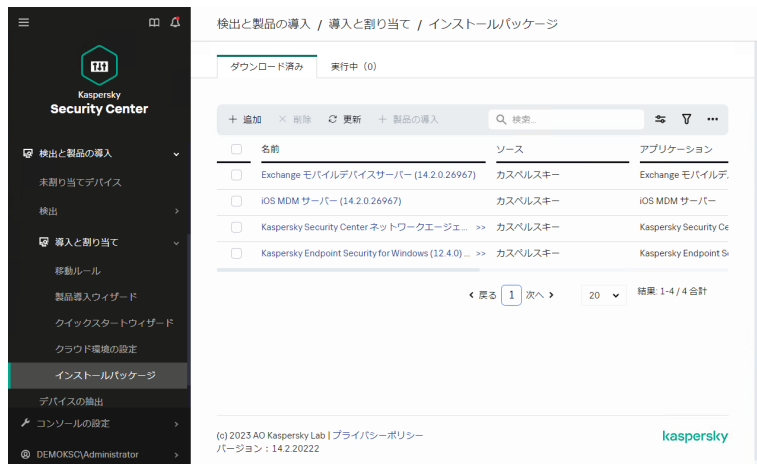 検出と製品の導入 / 導入と割り当て / インストールパッケージ
Kaspersky
Security Center
検出と製品の導入
未割り当てデバイス
検出
導入と割り当て
移動ルール
製品導入ウィザード
クイックスタートウィザード
クラウド環境の設定
インストールパッケージ
デバイスの抽出
コンソールの設定
DEMOKSC\Administrator
ダウンロード済み 実行中 (0)
+ 追加 × 削除 更新 + 製品の導入 検索...
名前 ソース アプリケーション
Exchange モバイルデバイスサーバー (14.2.0.26967) カスペルスキー Exchange モバイルデ
iOS MDM サーバー (14.2.0.26967) カスペルスキー iOS MDM サーバー
Kaspersky Security Center ネットワークエージェ... >> カスペルスキー Kaspersky Security Ce
Kaspersky Endpoint Security for Windows (12.4.0) ... >> カスペルスキー Kaspersky Endpoint S
戻る 1 次へ 20 結果: 1-4 / 4 合計
(c) 2023 AO Kaspersky Lab | プライバシーポリシー
バージョン：14.2.20222
kaspersky